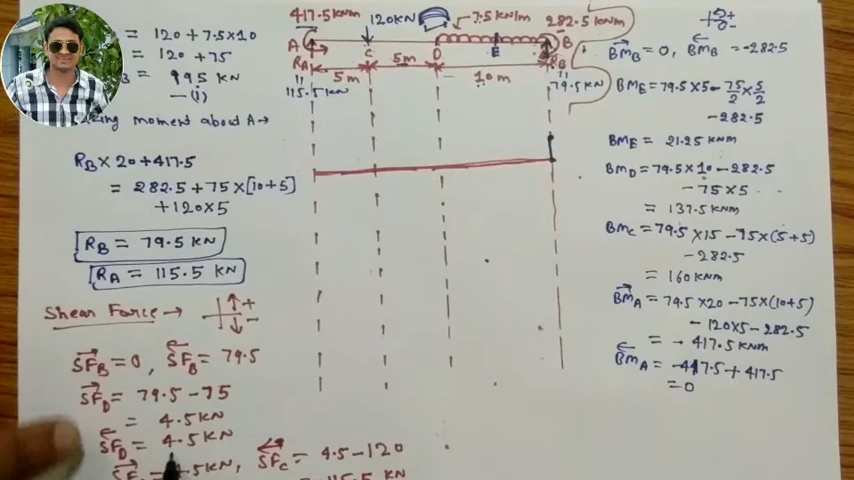 = 120 + 7.5×10
= 120 + 75
B = 195 KN
—(i)
Taking moment about A→
RB × 20 + 417.5
= 282.5 + 75 × [10+5]
+ 120×5
RB = 79.5 KN
RA = 115.5 KN
Shear Force → + −
SFB = 0, SFB = 79.5
SFD = 79.5 - 75
= 4.5 KN
SFD = 4.5 KN
4.5 KN, SFC = 4.5 - 120
115.5 KN
417.5 KNm 120KN 7.5KN/m 282.5 KNm
A C D E B
RA RB
5m 5m 10m
115.5 KN 79.5KN
BMB = 0, BMB = -282.5
BME = 79.5×5 - 75/2 × 5/2
- 282.5
BME = 21.25 KNm
BMD = 79.5×10 - 282.5
- 75×5
= 137.5 KNm
BMC = 79.5 × 15 - 75×(5+5)
- 282.5
= 160 KNm
BMA = 79.5 × 20 - 75×(10+5)
- 120×5 - 282.5
= - 417.5 KNm
BMA = -417.5 + 417.5
= 0